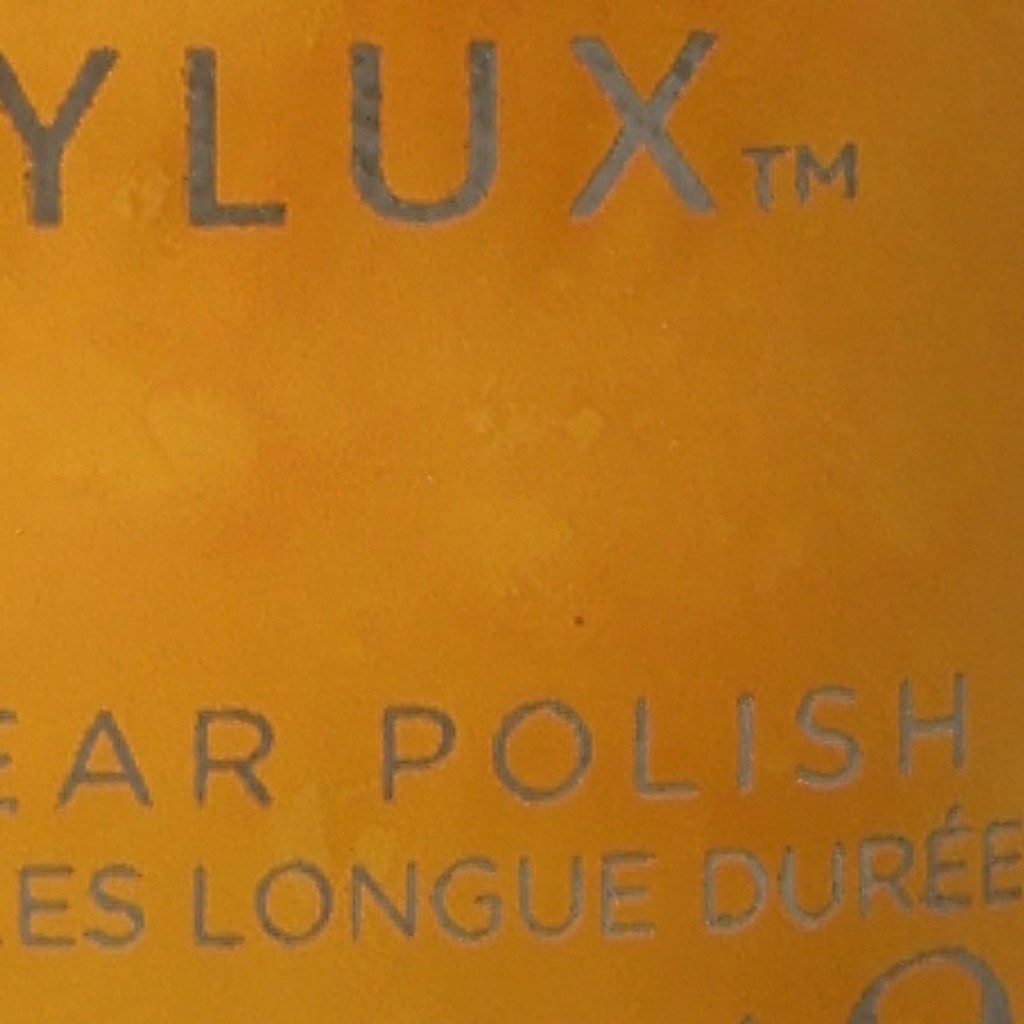 YLUX™
EAR POLISH
ES LONGUE DURÉE